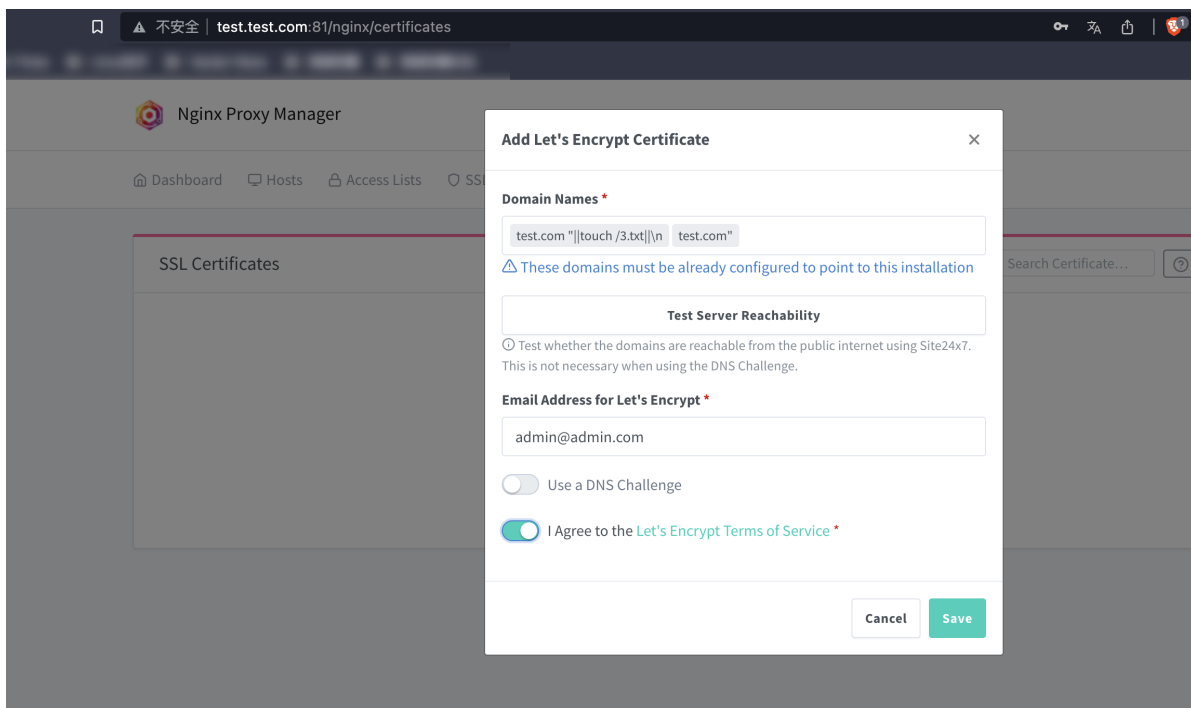 不安全 | test.test.com:81/nginx/certificates
1
Nginx Proxy Manager
Dashboard Hosts Access Lists SSL
SSL Certificates
Search Certificate...
Add Let's Encrypt Certificate
Domain Names *
test.com "||touch /3.txt||\n test.com"
These domains must be already configured to point to this installation
Test Server Reachability
Test whether the domains are reachable from the public internet using Site24x7.
This is not necessary when using the DNS Challenge.
Email Address for Let's Encrypt *
admin@admin.com
Use a DNS Challenge
I Agree to the Let's Encrypt Terms of Service *
Cancel Save